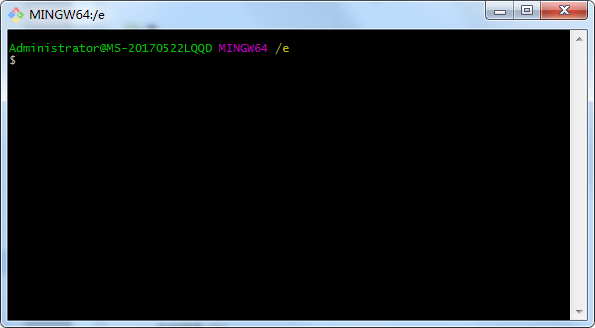 MINGW64:/e
Administrator@MS-20170522LQQD MINGW64 /e
$